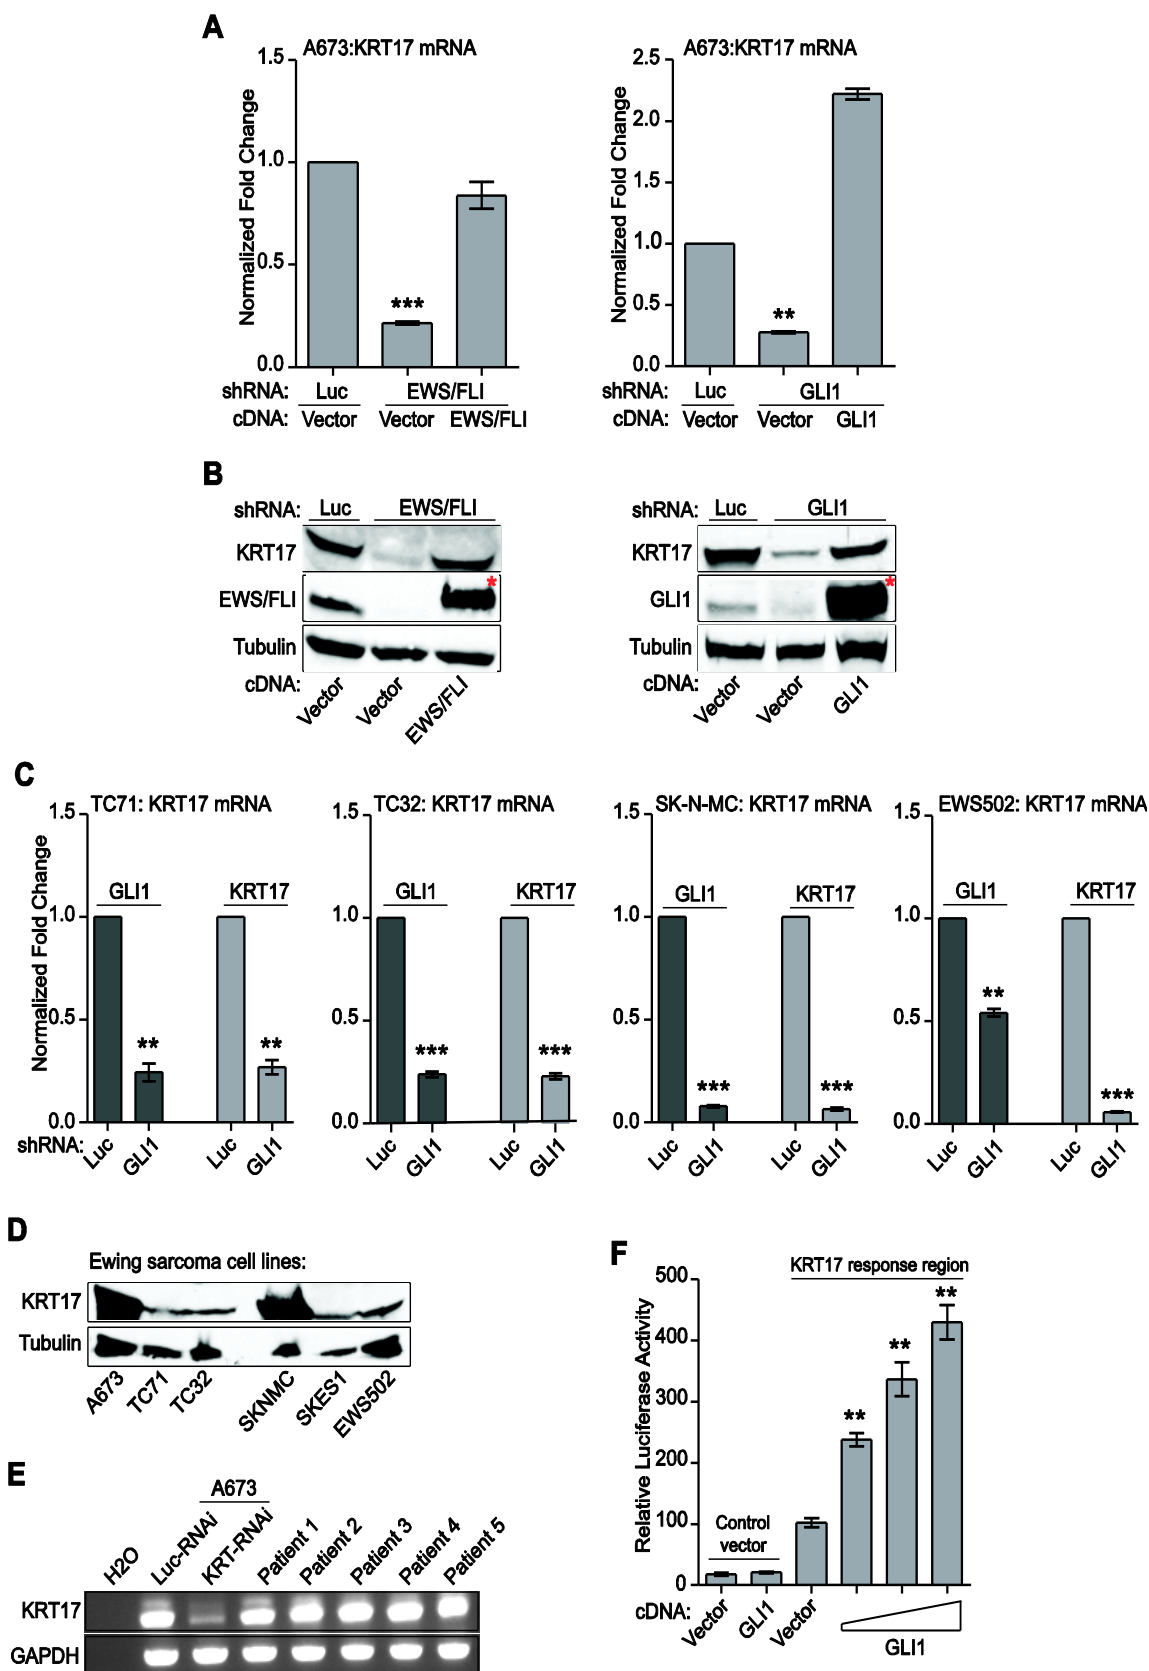 A
A673:KRT17 mRNA
Normalized Fold Change
1.5
1.0
0.5
0.0
***
shRNA: Luc EWS/FLI
cDNA: Vector Vector EWS/FLI
A673:KRT17 mRNA
Normalized Fold Change
2.5
2.0
1.5
1.0
0.5
0.0
**
shRNA: Luc GLI1
cDNA: Vector Vector GLI1
B
shRNA: Luc EWS/FLI
KRT17
EWS/FLI
*
Tubulin
cDNA: Vector Vector EWS/FLI
shRNA: Luc GLI1
KRT17
GLI1
*
Tubulin
cDNA: Vector Vector GLI1
C
TC71: KRT17 mRNA
Normalized Fold Change
1.5
1.0
0.5
0.0
GLI1 KRT17
** **
shRNA: Luc GLI1 Luc GLI1
TC32: KRT17 mRNA
1.5
1.0
0.5
0.0
GLI1 KRT17
*** ***
Luc GLI1 Luc GLI1
SK-N-MC: KRT17 mRNA
1.5
1.0
0.5
0.0
GLI1 KRT17
*** ***
Luc GLI1 Luc GLI1
EWS502: KRT17 mRNA
1.5
1.0
0.5
0.0
GLI1 KRT17
** ***
Luc GLI1 Luc GLI1
D
Ewing sarcoma cell lines:
KRT17
Tubulin
A673 TC71 TC32 SKNMC SKES1 EWS502
E
A673
H2O Luc-RNAi KRT-RNAi Patient 1 Patient 2 Patient 3 Patient 4 Patient 5
KRT17
GAPDH
F
KRT17 response region
Relative Luciferase Activity
500
400
300
200
100
0
Control
vector
** ** **
cDNA: Vector GLI1 Vector
GLI1